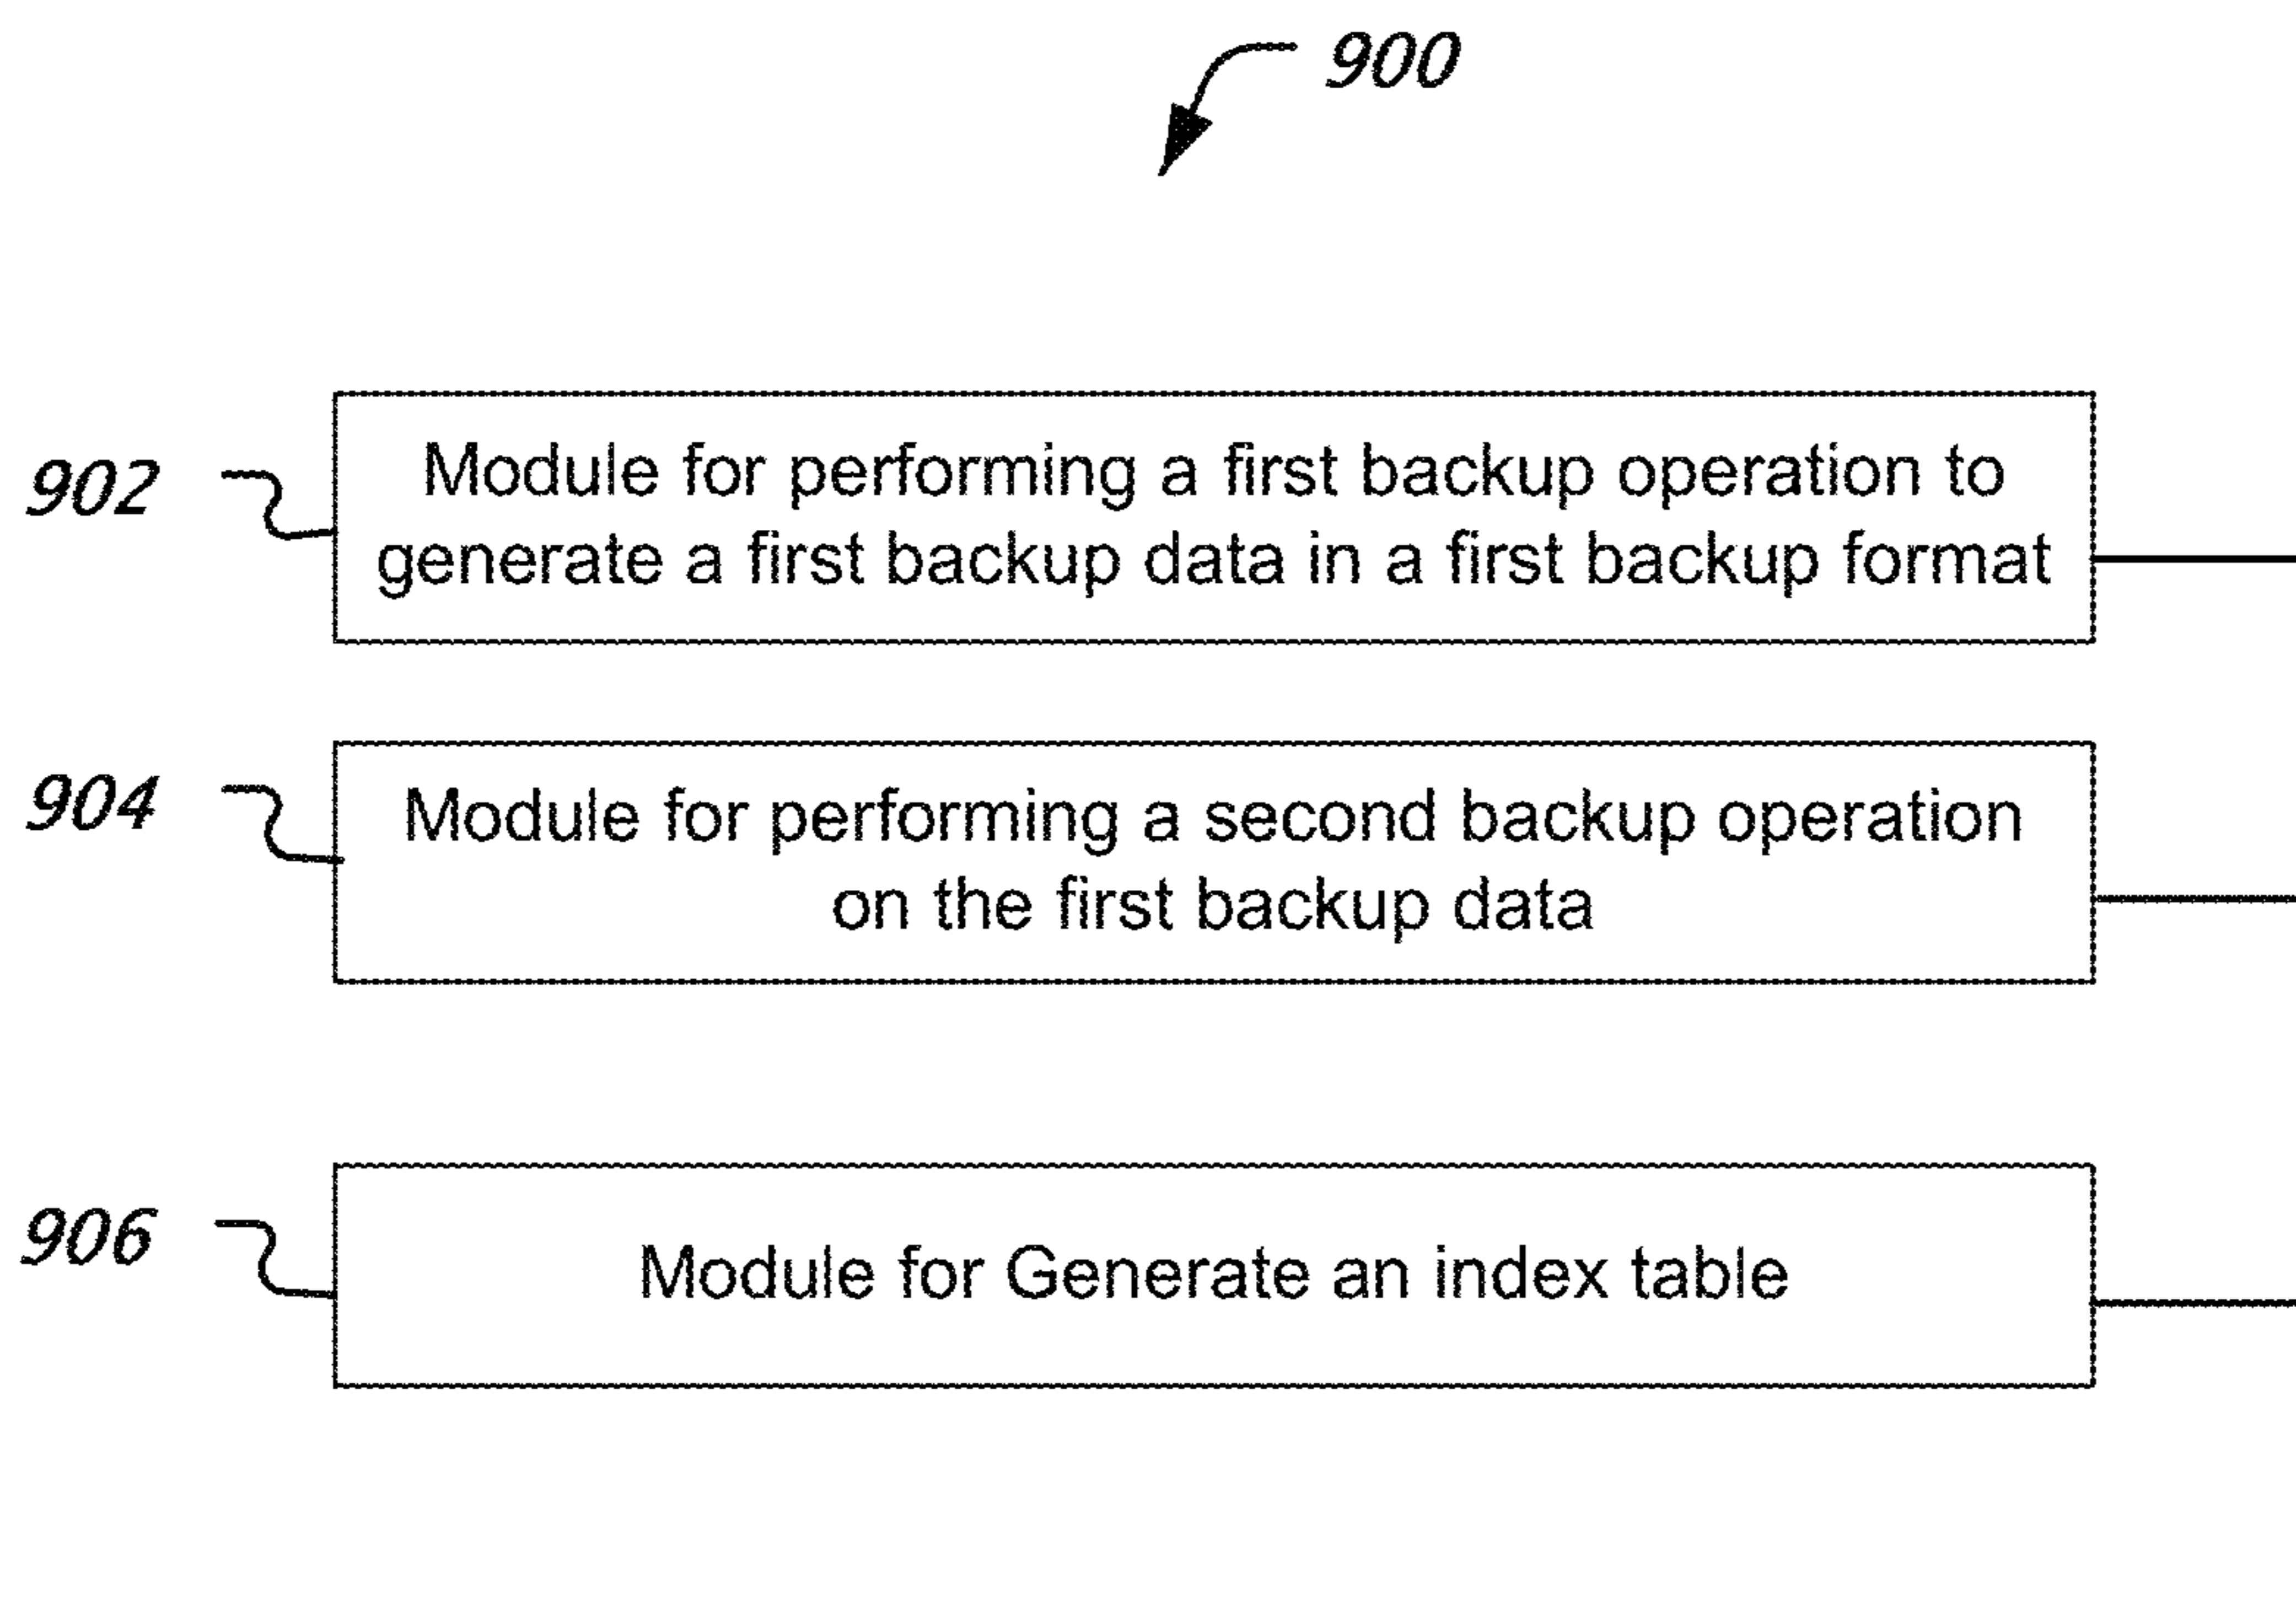 900
902
Module for performing a first backup operation to
generate a first backup data in a first backup format
904
Module for performing a second backup operation
on the first backup data
906
Module for Generate an index table